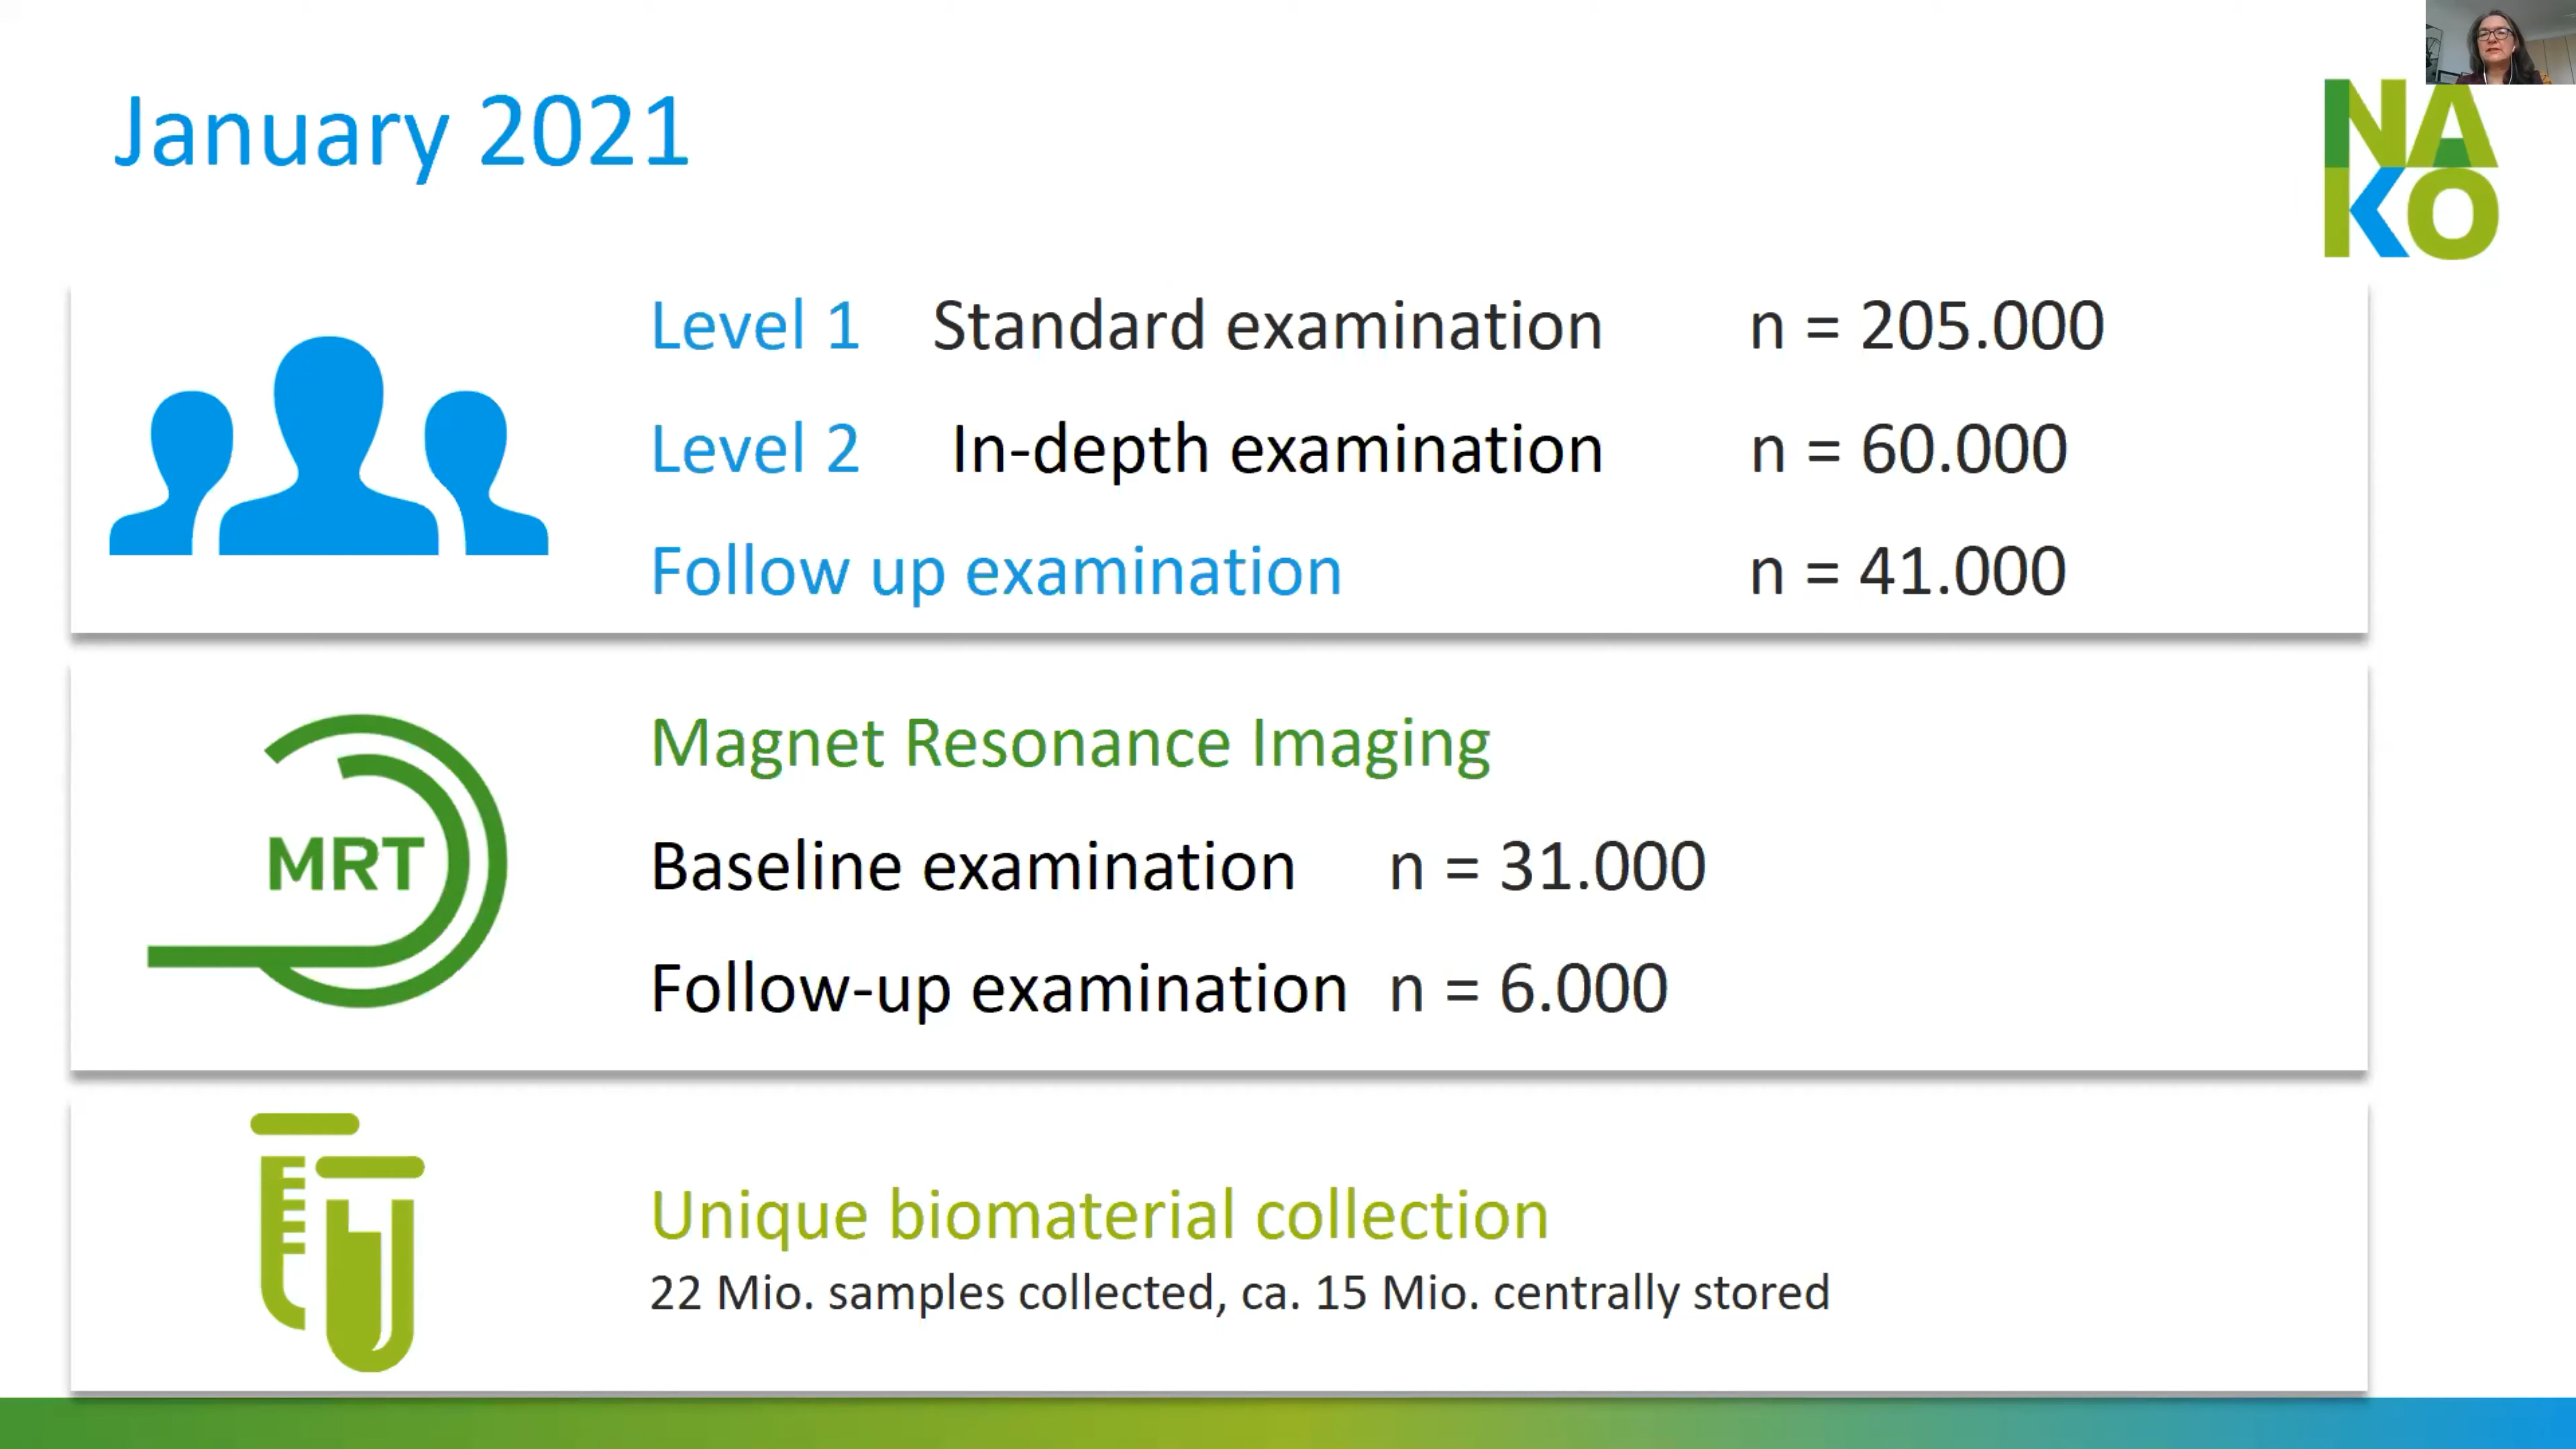 January 2021
NA
KO
Level 1 Standard examination n = 205.000
Level 2 In-depth examination n = 60.000
Follow up examination n = 41.000
MRT
Magnet Resonance Imaging
Baseline examination n = 31.000
Follow-up examination n = 6.000
Unique biomaterial collection
22 Mio. samples collected, ca. 15 Mio. centrally stored